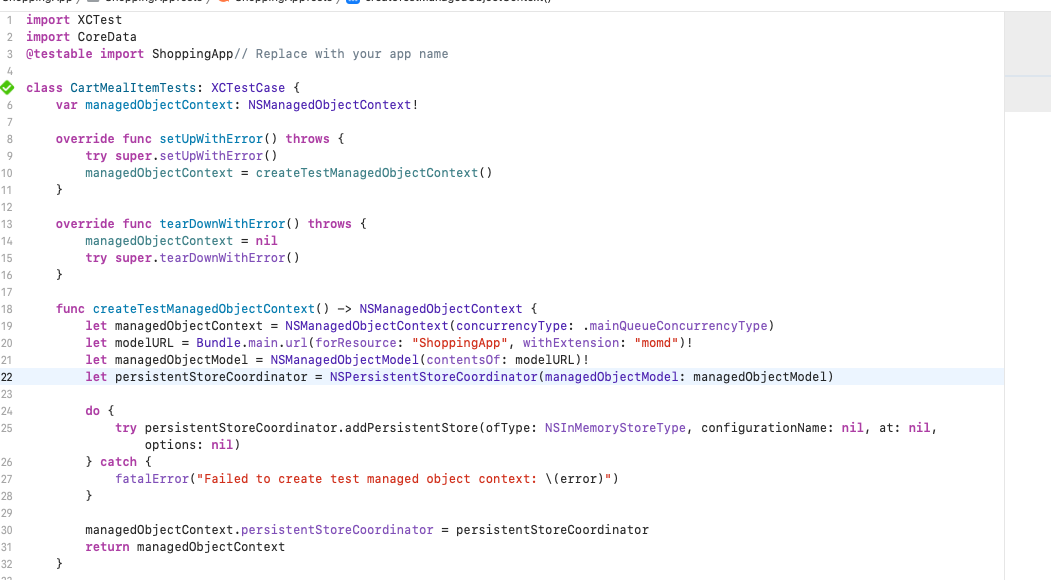 1 import XCTest
2 import CoreData
3 @testable import ShoppingApp// Replace with your app name
4
class CartMealItemTests: XCTestCase {
6     var managedObjectContext: NSManagedObjectContext!
7
8     override func setUpWithError() throws {
9         try super.setUpWithError()
10         managedObjectContext = createTestManagedObjectContext()
11     }
12
13     override func tearDownWithError() throws {
14         managedObjectContext = nil
15         try super.tearDownWithError()
16     }
17
18     func createTestManagedObjectContext() -> NSManagedObjectContext {
19         let managedObjectContext = NSManagedObjectContext(concurrencyType: .mainQueueConcurrencyType)
20         let modelURL = Bundle.main.url(forResource: "ShoppingApp", withExtension: "momd")!
21         let managedObjectModel = NSManagedObjectModel(contentsOf: modelURL)!
22         let persistentStoreCoordinator = NSPersistentStoreCoordinator(managedObjectModel: managedObjectModel)
23
24         do {
25             try persistentStoreCoordinator.addPersistentStore(ofType: NSInMemoryStoreType, configurationName: nil, at: nil,
                options: nil)
26         } catch {
27             fatalError("Failed to create test managed object context: \(error)")
28         }
29
30         managedObjectContext.persistentStoreCoordinator = persistentStoreCoordinator
31         return managedObjectContext
32     }